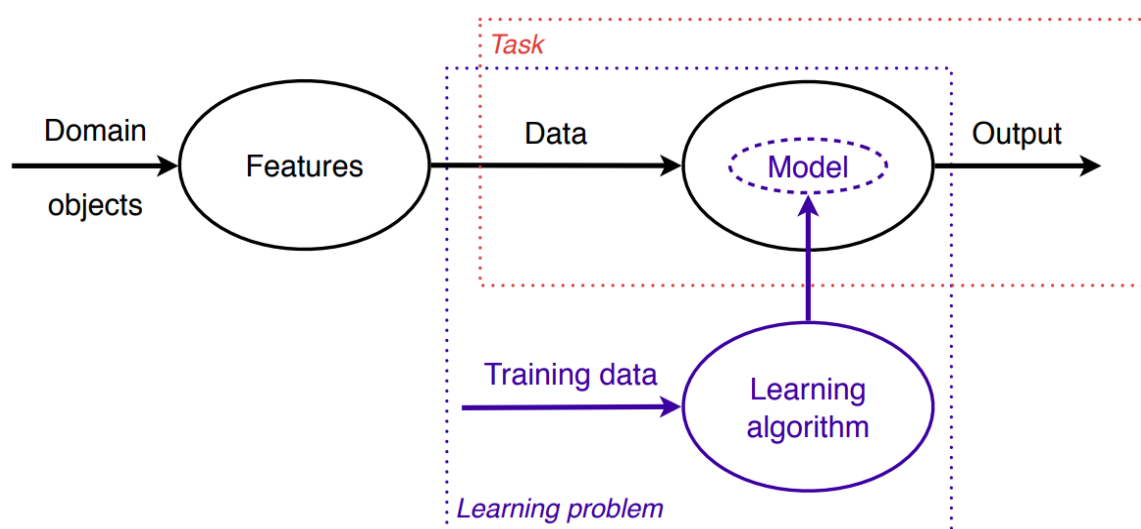 Task
Domain
objects
Features
Data
Model
Output
Training data
Learning
algorithm
Learning problem